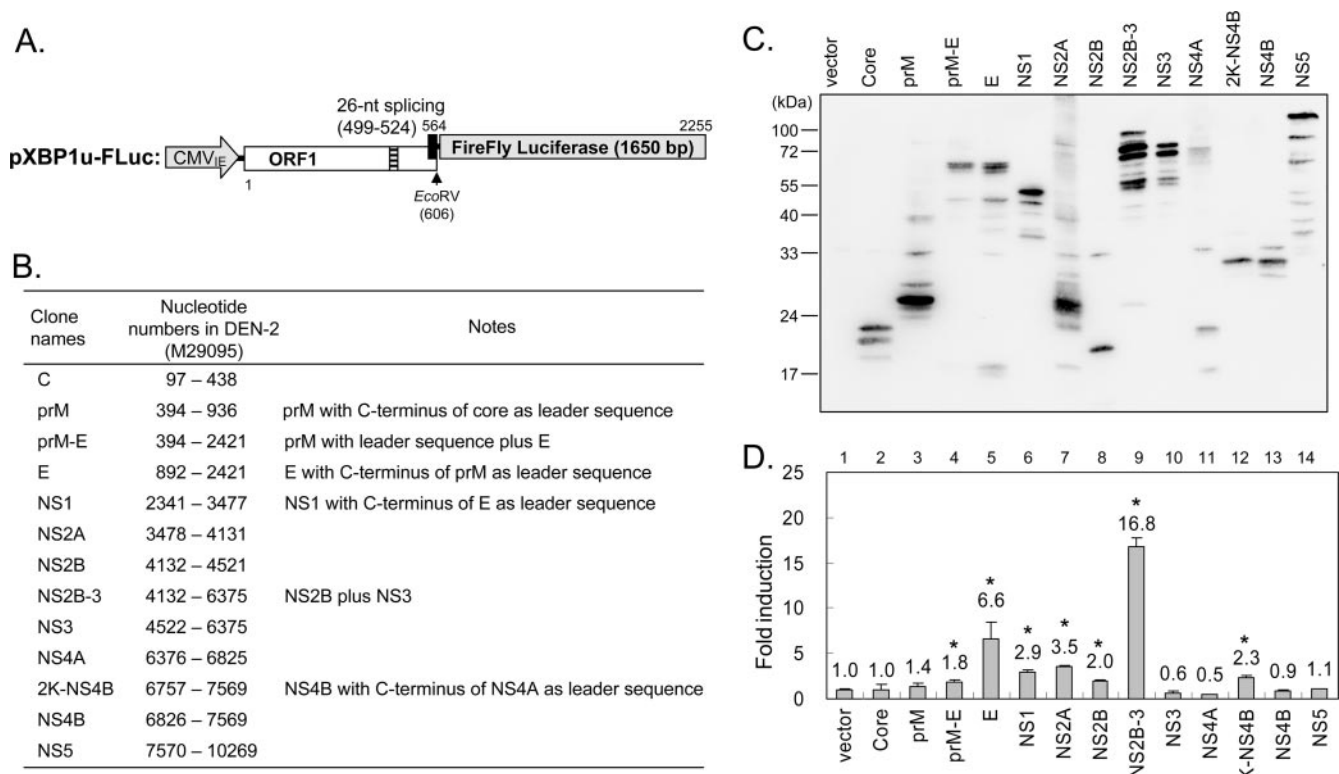 A.
26-nt splicing
(499-524)
564
2255
pXBP1u-FLuc:
CMVIE
ORF1
FireFly Luciferase (1650 bp)
1
EcoRV
(606)
B.
Clone names
Nucleotide numbers in DEN-2 (M29095)
Notes
C 97 – 438
prM 394 – 936 prM with C-terminus of core as leader sequence
prM-E 394 – 2421 prM with leader sequence plus E
E 892 – 2421 E with C-terminus of prM as leader sequence
NS1 2341 – 3477 NS1 with C-terminus of E as leader sequence
NS2A 3478 – 4131
NS2B 4132 – 4521
NS2B-3 4132 – 6375 NS2B plus NS3
NS3 4522 – 6375
NS4A 6376 – 6825
2K-NS4B 6757 – 7569 NS4B with C-terminus of NS4A as leader sequence
NS4B 6826 – 7569
NS5 7570 – 10269
C.
vector Core prM prM-E E NS1 NS2A NS2B NS2B-3 NS3 NS4A 2K-NS4B NS4B NS5
(kDa)
100
72
55
40
33
24
17
D.
1 2 3 4 5 6 7 8 9 10 11 12 13 14
Fold induction
25
20
15
10
5
0
1.0 1.0 1.4 * 1.8 * 6.6 * 2.9 * 3.5 * 2.0 * 16.8 0.6 0.5 * 2.3 0.9 1.1
vector Core prM prM-E E NS1 NS2A NS2B NS2B-3 NS3 NS4A K-NS4B NS4B NS5